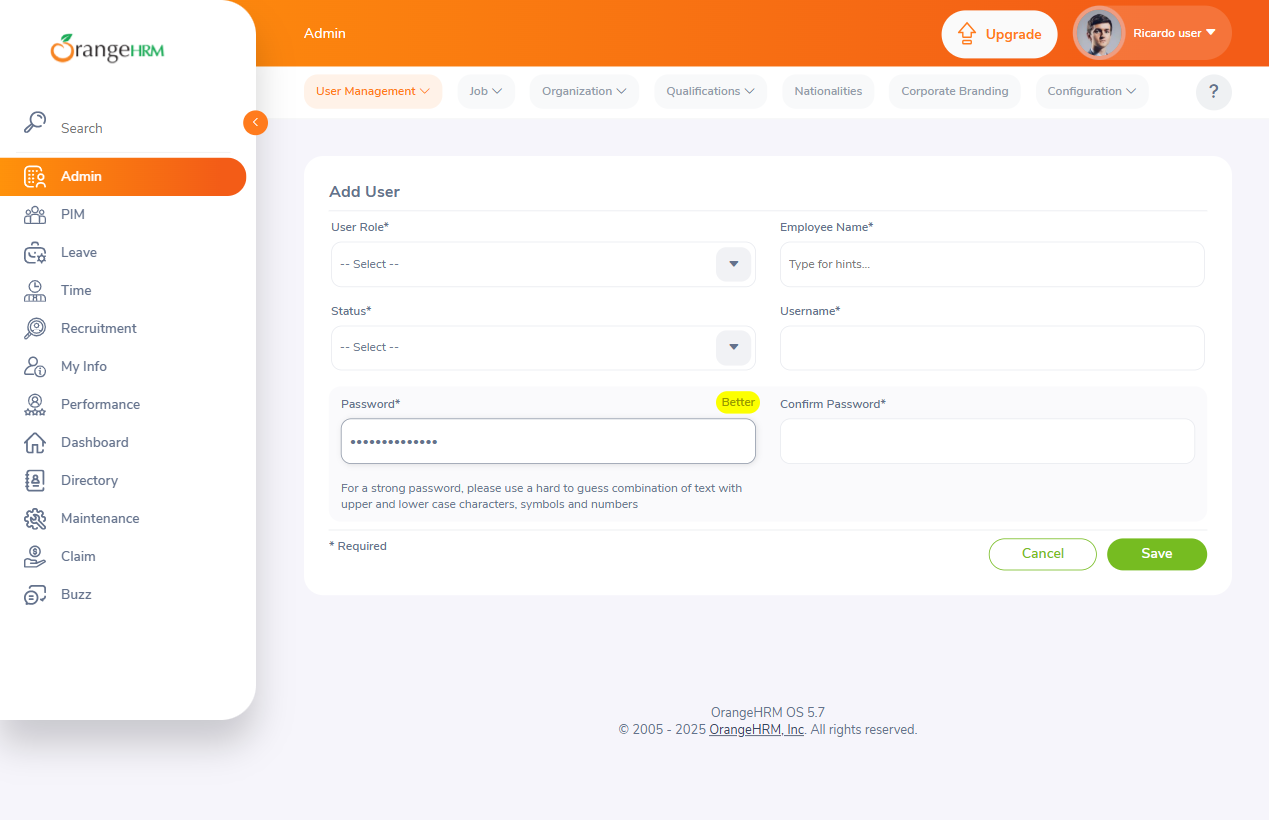 OrangeHRM
Admin
Upgrade
Ricardo user
User Management
Job
Organization
Qualifications
Nationalities
Corporate Branding
Configuration
?
Search
Admin
PIM
Leave
Time
Recruitment
My Info
Performance
Dashboard
Directory
Maintenance
Claim
Buzz
Add User
User Role*
Employee Name*
-- Select --
Type for hints...
Status*
Username*
-- Select --
Password*
Better
Confirm Password*
••••••••••••••
For a strong password, please use a hard to guess combination of text with
upper and lower case characters, symbols and numbers
* Required
Cancel
Save
OrangeHRM OS 5.7
© 2005 - 2025 OrangeHRM, Inc. All rights reserved.